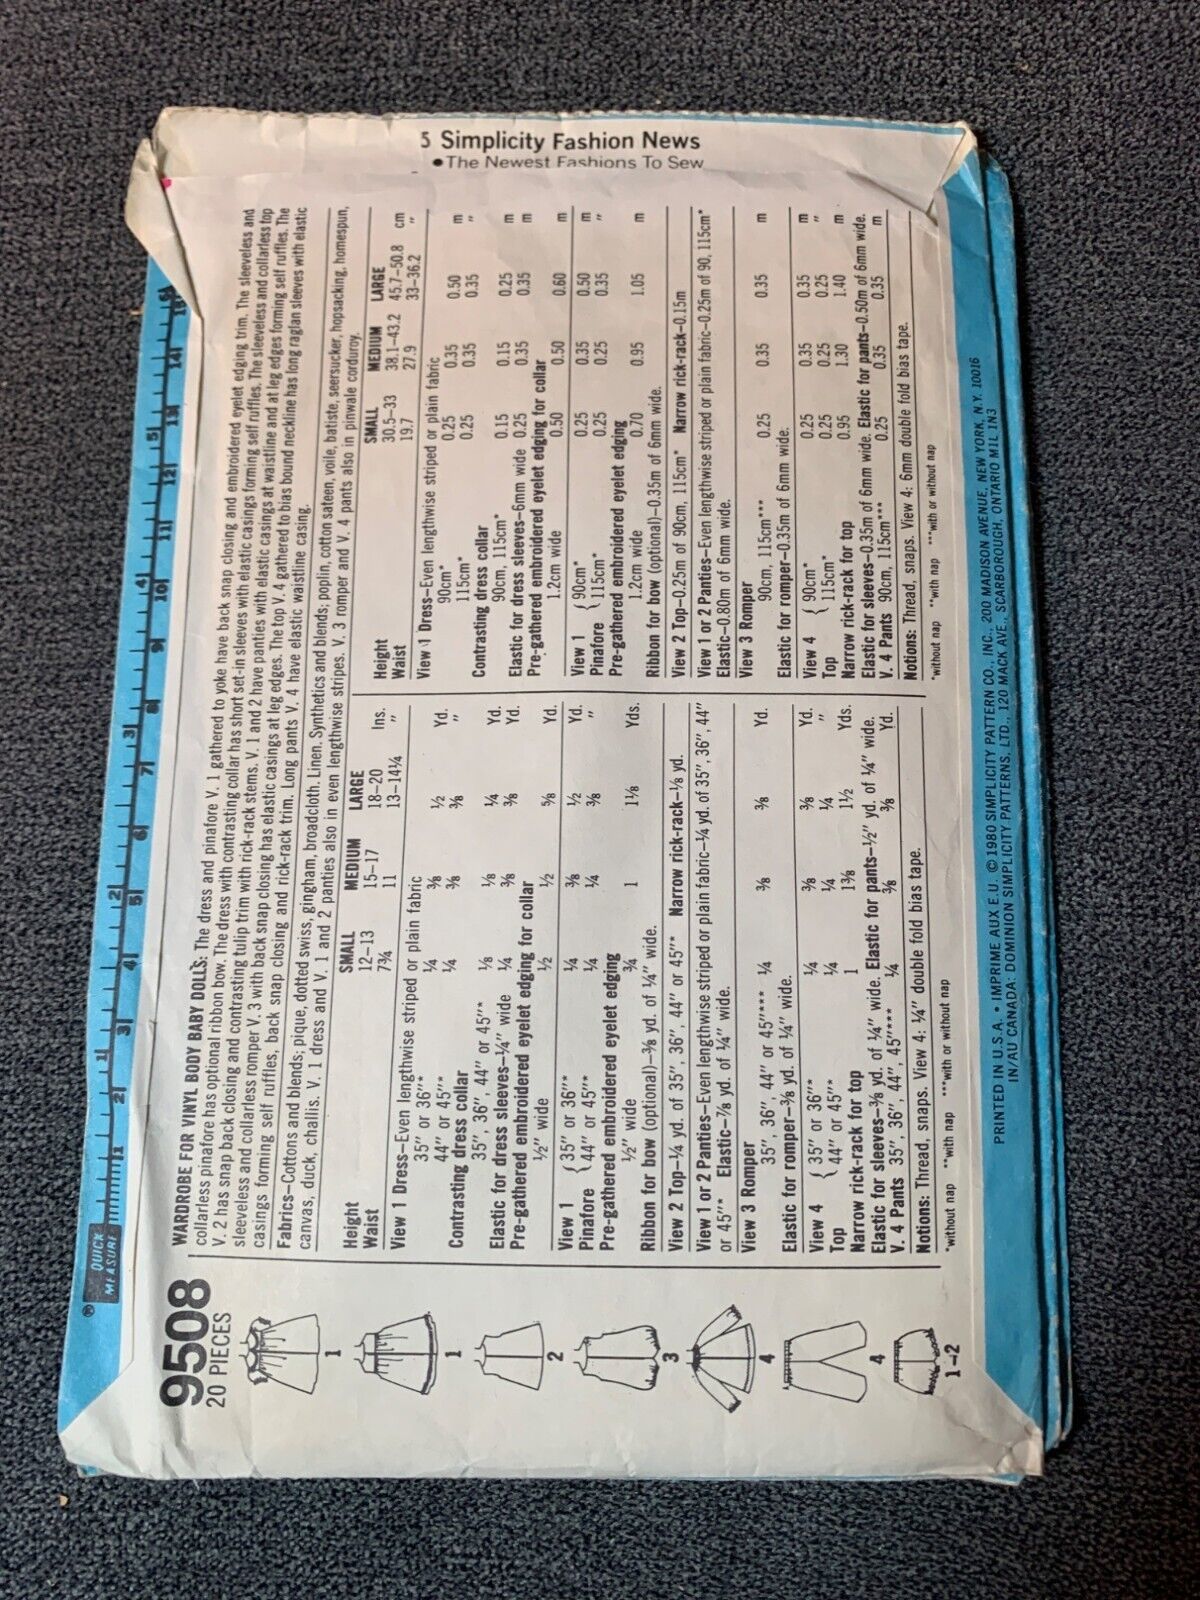 5 Simplicity Fashion News
•The Newest Fashions To Sew
® QUICK
MEASURE
9508
20 PIECES
1
1
2
3
4
4
1-2
WARDROBE FOR VINYL BODY BABY DOLLS: The dress and pinafore V. 1 gathered to yoke have back snap closing and embroidered eyelet edging trim. The sleeveless and
collarless pinafore has optional ribbon bow. The dress with contrasting collar has short set-in sleeves with elastic casings forming self ruffles. The sleeveless and collarless top
V. 2 has snap back closing and contrasting tulip trim with rick-rack stems. V. 1 and 2 have panties with elastic casings at waistline and at leg edges forming self ruffles. The
sleeveless and collarless romper V. 3 with back snap closing has elastic casings at leg edges. The top V. 4 gathered to bias bound neckline has long raglan sleeves with elastic
casings forming self ruffles, back snap closing and rick-rack trim. Long pants V. 4 have elastic waistline casing.
Fabrics–Cottons and blends; pique, dotted swiss, gingham, broadcloth. Linen. Synthetics and blends; poplin, cotton sateen, voile, batiste, seersucker, hopsacking, homespun,
canvas, duck, challis. V. 1 dress and V. 1 and 2 panties also in even lengthwise stripes. V. 3 romper and V. 4 pants also in pinwale corduroy.
SMALL MEDIUM LARGE
Height 12–13 15–17 18–20 Ins.
Waist 7¾ 11 13–14¼ ″
View 1 Dress–Even lengthwise striped or plain fabric
35″ or 36″* ¼ ⅜ ½ Yd.
44″ or 45″* ¼ ⅜ ⅜ ″
Contrasting dress collar
35″, 36″, 44″ or 45″* ⅛ ⅛ ¼ Yd.
Elastic for dress sleeves–¼″ wide ¼ ⅜ ⅜ Yd.
Pre-gathered embroidered eyelet edging for collar
½″ wide ½ ½ ⅝ Yd.
View 1 { 35″ or 36″* ¼ ⅜ ½ Yd.
Pinafore { 44″ or 45″* ¼ ¼ ⅜ ″
Pre-gathered embroidered eyelet edging
½″ wide ¾ 1 1⅛ Yds.
Ribbon for bow (optional)–⅜ yd. of ¼″ wide.
View 2 Top–¼ yd. of 35″, 36″, 44″ or 45″* Narrow rick-rack–⅛ yd.
View 1 or 2 Panties–Even lengthwise striped or plain fabric–¼ yd. of 35″, 36″, 44″
or 45″* Elastic–⅞ yd. of ¼″ wide.
View 3 Romper
35″, 36″, 44″ or 45″*** ¼ ⅜ ⅜ Yd.
Elastic for romper–⅜ yd. of ¼″ wide.
View 4 { 35″ or 36″* ¼ ⅜ ⅜ Yd.
Top { 44″ or 45″* ¼ ¼ ¼ ″
Narrow rick-rack for top 1 1⅜ 1½ Yds.
Elastic for sleeves–⅜ yd. of ¼″ wide. Elastic for pants–½″ yd. of ¼″ wide.
V. 4 Pants 35″, 36″, 44″, 45″*** ¼ ⅜ ⅜ Yd.
Notions: Thread, snaps. View 4: ¼″ double fold bias tape.
*without nap **with nap ***with or without nap
SMALL MEDIUM LARGE
Height 30.5–33 38.1–43.2 45.7–50.8 cm
Waist 19.7 27.9 33–36.2 ″
View 1 Dress–Even lengthwise striped or plain fabric
90cm* 0.25 0.35 0.50 m
115cm* 0.25 0.35 0.35 ″
Contrasting dress collar
90cm, 115cm* 0.15 0.15 0.25 m
Elastic for dress sleeves–6mm wide 0.25 0.35 0.35 m
Pre-gathered embroidered eyelet edging for collar
1.2cm wide 0.50 0.50 0.60 m
View 1 { 90cm* 0.25 0.35 0.50 m
Pinafore { 115cm* 0.25 0.25 0.35 ″
Pre-gathered embroidered eyelet edging
1.2cm wide 0.70 0.95 1.05 m
Ribbon for bow (optional)–0.35m of 6mm wide.
View 2 Top–0.25m of 90cm, 115cm* Narrow rick-rack–0.15m
View 1 or 2 Panties–Even lengthwise striped or plain fabric–0.25m of 90, 115cm*
Elastic–0.80m of 6mm wide.
View 3 Romper
90cm, 115cm*** 0.25 0.35 0.35 m
Elastic for romper–0.35m of 6mm wide.
View 4 { 90cm* 0.25 0.35 0.35 m
Top { 115cm* 0.25 0.25 0.25 ″
Narrow rick-rack for top 0.95 1.30 1.40 m
Elastic for sleeves–0.35m of 6mm wide. Elastic for pants–0.50m of 6mm wide.
V. 4 Pants 90cm, 115cm*** 0.25 0.35 0.35 m
Notions: Thread, snaps. View 4: 6mm double fold bias tape.
*without nap **with nap ***with or without nap
PRINTED IN U.S.A. • IMPRIME AUX E.U. © 1980 SIMPLICITY PATTERN CO., INC., 200 MADISON AVENUE, NEW YORK, N.Y. 10016
IN/AU CANADA: DOMINION SIMPLICITY PATTERNS, LTD., 120 MACK AVE., SCARBOROUGH, ONTARIO M1L 1N3